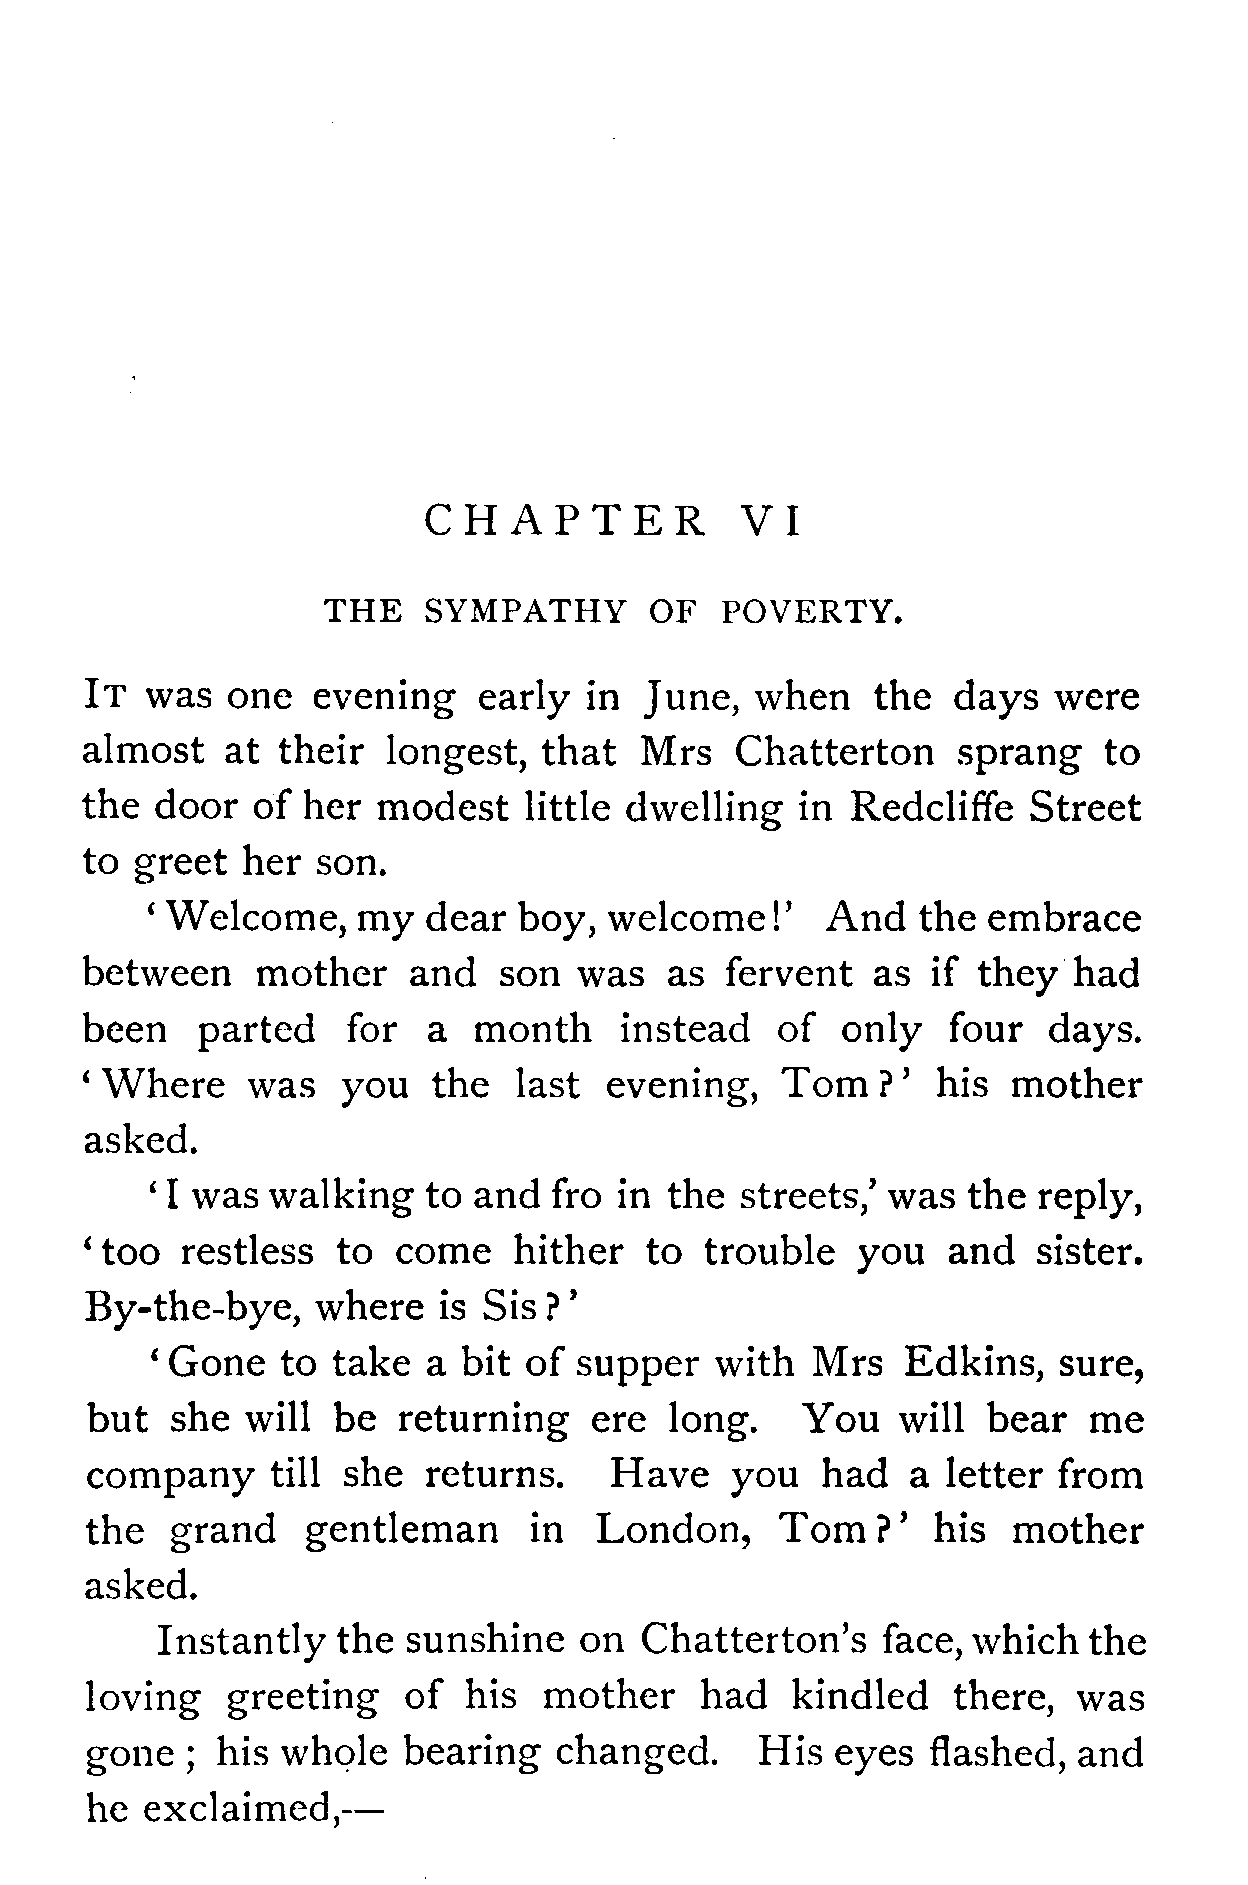 CHAPTER VI
THE SYMPATHY OF POVERTY.
IT was one evening early in June, when the days were
almost at their longest, that Mrs Chatterton sprang to
the door of her modest little dwelling in Redcliffe Street
to greet her son.
‘Welcome, my dear boy, welcome!’ And the embrace
between mother and son was as fervent as if they had
been parted for a month instead of only four days.
‘Where was you the last evening, Tom?’ his mother
asked.
‘I was walking to and fro in the streets,’ was the reply,
‘too restless to come hither to trouble you and sister.
By-the-bye, where is Sis?’
‘Gone to take a bit of supper with Mrs Edkins, sure,
but she will be returning ere long. You will bear me
company till she returns. Have you had a letter from
the grand gentleman in London, Tom?’ his mother
asked.
Instantly the sunshine on Chatterton’s face, which the
loving greeting of his mother had kindled there, was
gone; his whole bearing changed. His eyes flashed, and
he exclaimed,—